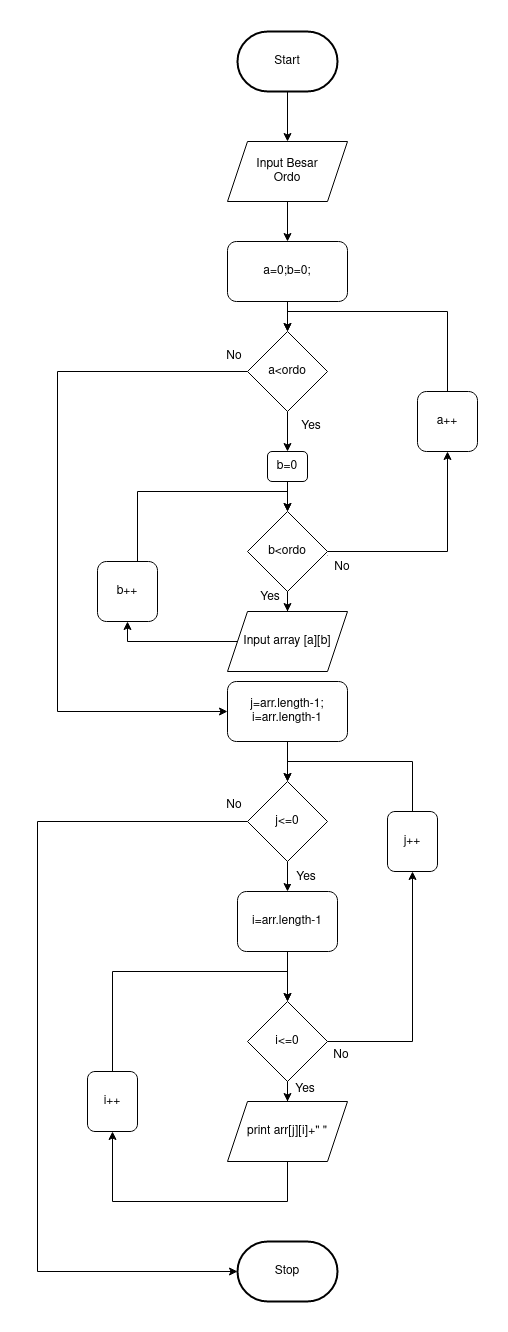 Start
Input Besar
Ordo
a=0;b=0;
No
a<ordo
Yes
a++
b=0
b<ordo
No
Yes
b++
Input array [a][b]
j=arr.length-1;
i=arr.length-1
No
j<=0
j++
Yes
i=arr.length-1
i<=0
No
Yes
i++
print arr[j][i]+" "
Stop